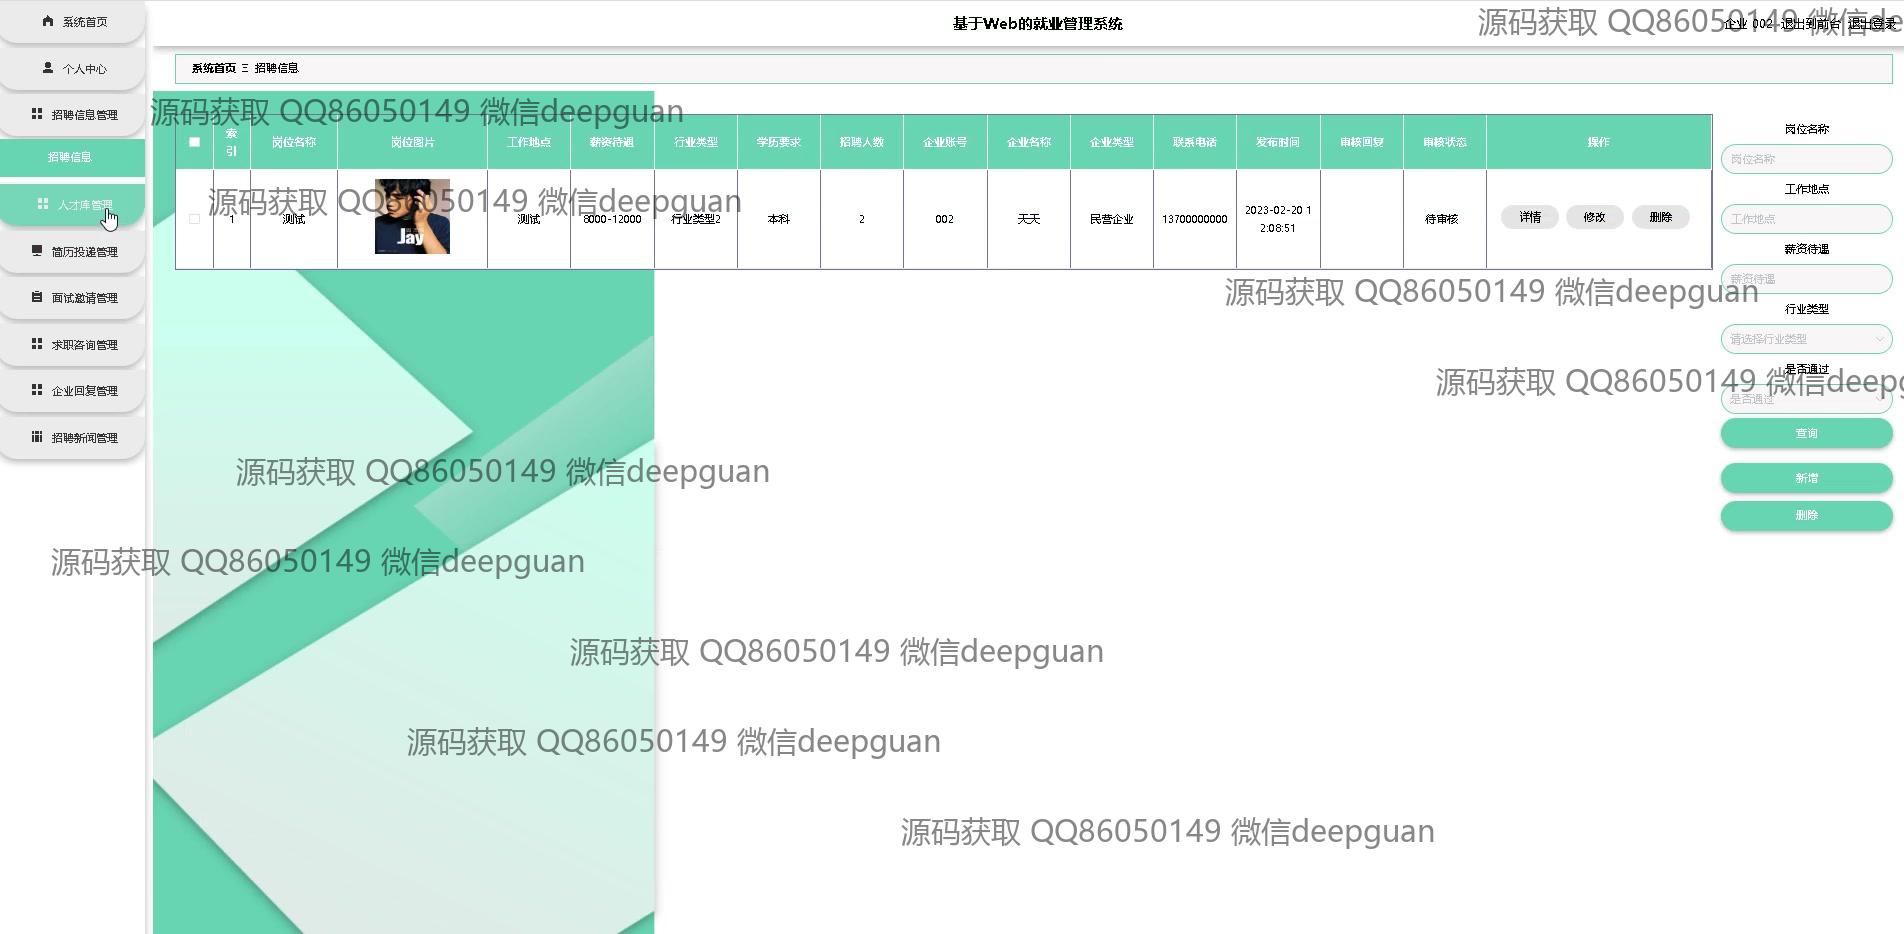 系统首页
个人中心
招聘信息管理
招聘信息
人才库管理
简历投递管理
面试邀请管理
求职咨询管理
企业回复管理
招聘新闻管理
基于Web的就业管理系统
企业 002 退出到前台 退出登录
系统首页 Ξ 招聘信息
索引 岗位名称 岗位图片 工作地点 薪资待遇 行业类型 学历要求 招聘人数 企业账号 企业名称 企业类型 联系电话 发布时间 审核回复 审核状态 操作
1 测试 Jay 测试 8000-12000 行业类型2 本科 2 002 天天 民营企业 13700000000 2023-02-20 12:08:51 待审核 详情 修改 删除
岗位名称
岗位名称
工作地点
工作地点
薪资待遇
薪资待遇
行业类型
请选择行业类型
是否通过
是否通过
查询
新增
删除
源码获取 QQ86050149 微信de
源码获取 QQ86050149 微信deepguan
源码获取 QQ86050149 微信deepguan
源码获取 QQ86050149 微信deepguan
源码获取 QQ86050149 微信deepg
源码获取 QQ86050149 微信deepguan
源码获取 QQ86050149 微信deepguan
源码获取 QQ86050149 微信deepguan
源码获取 QQ86050149 微信deepguan
源码获取 QQ86050149 微信deepguan